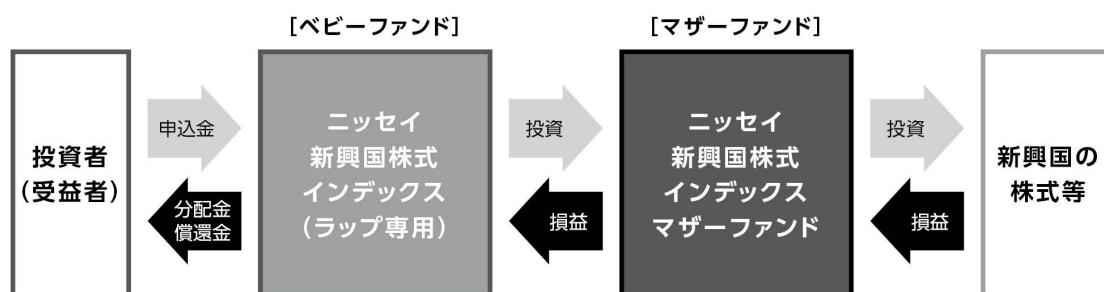 [ベビーファンド]
[マザーファンド]
投資者
(受益者)
申込金
分配金
償還金
ニッセイ
新興国株式
インデックス
(ラップ専用)
投資
損益
ニッセイ
新興国株式
インデックス
マザーファンド
投資
損益
新興国の
株式等